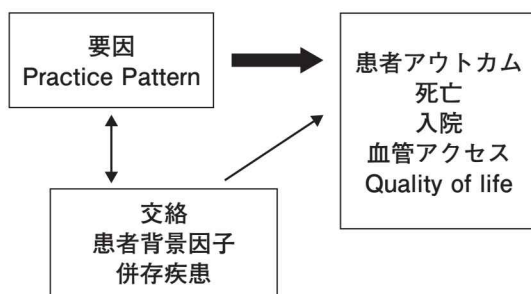 要因
Practice Pattern
患者アウトカム
死亡
入院
血管アクセス
Quality of life
交絡
患者背景因子
併存疾患